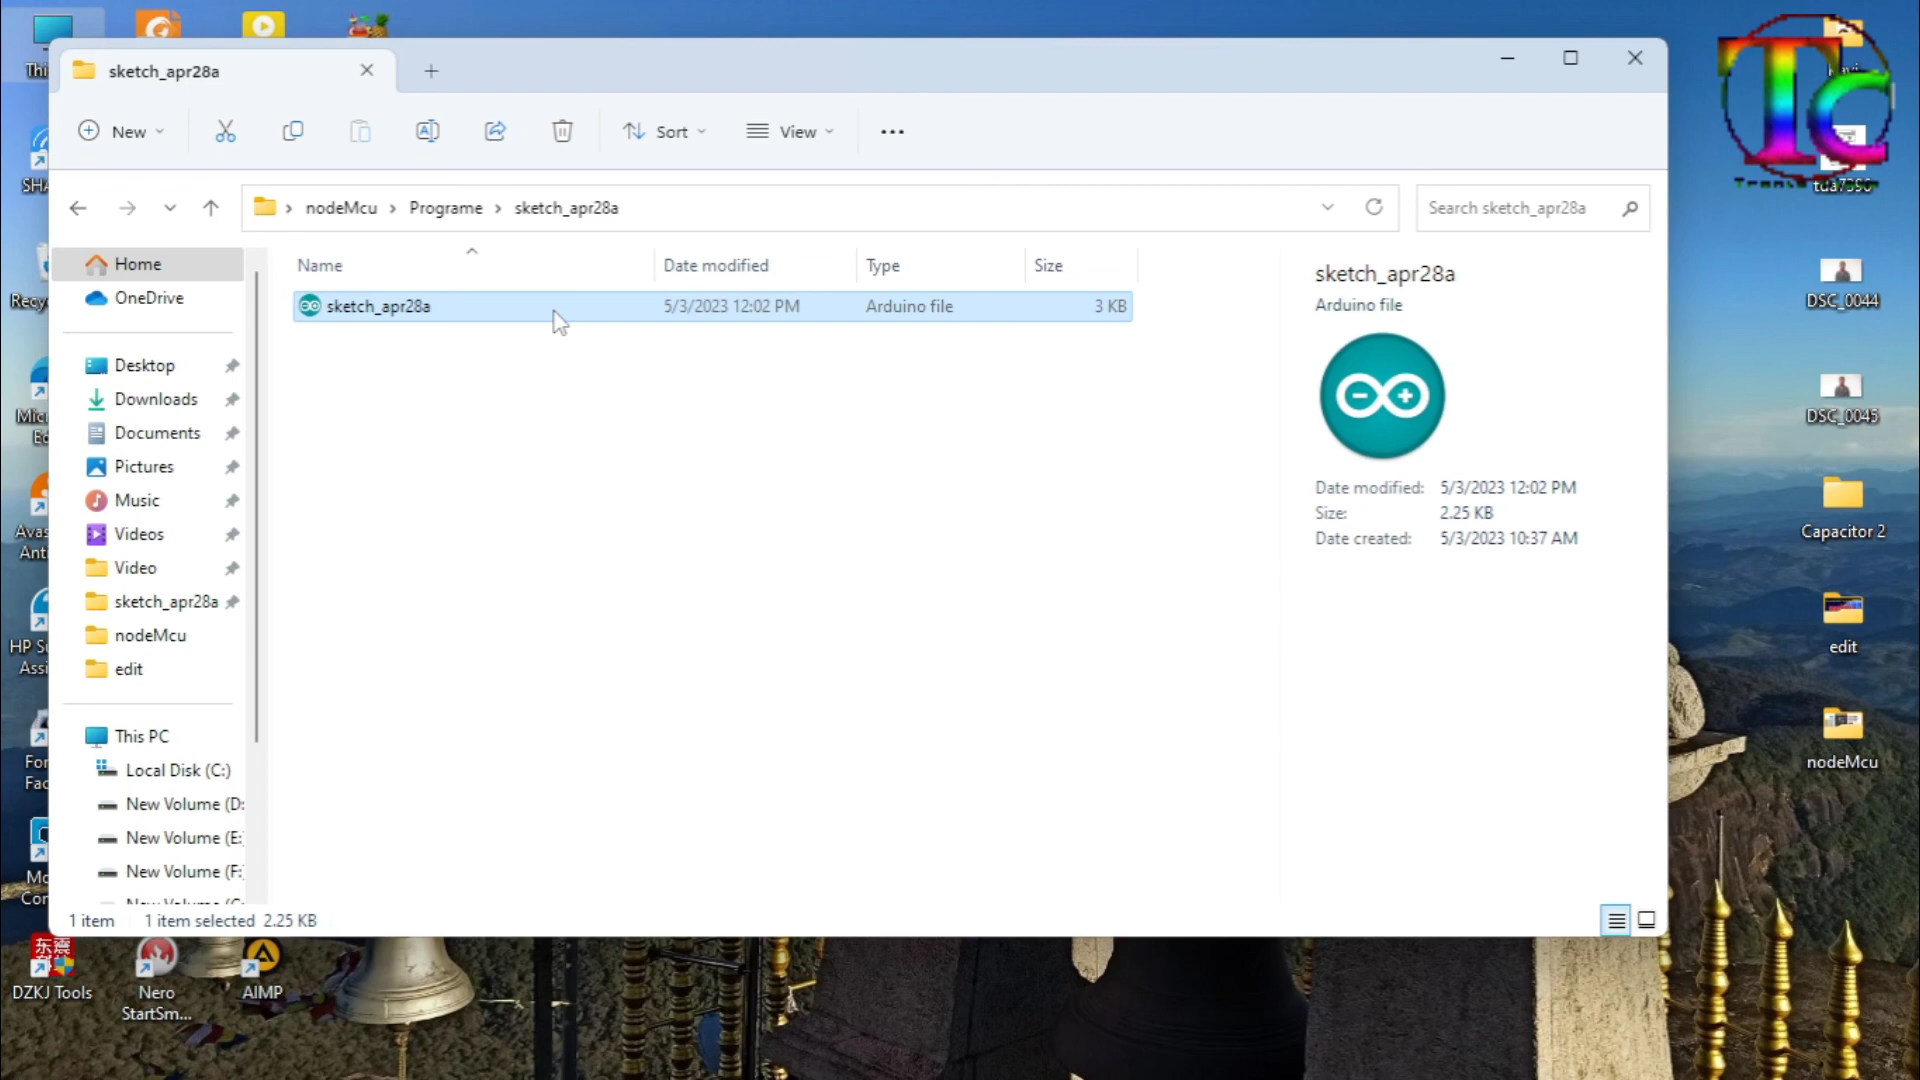 sketch_apr28a
New
Sort
View
nodeMcu
Programe
sketch_apr28a
Search sketch_apr28a
Home
OneDrive
Desktop
Downloads
Documents
Pictures
Music
Videos
Video
sketch_apr28a
nodeMcu
edit
This PC
Local Disk (C:)
New Volume (D:
New Volume (E:
New Volume (F:
Name
Date modified
Type
Size
sketch_apr28a
5/3/2023 12:02 PM
Arduino file
3 KB
sketch_apr28a
Arduino file
Date modified: 5/3/2023 12:02 PM
Size: 2.25 KB
Date created: 5/3/2023 10:37 AM
1 item
1 item selected 2.25 KB
DZKJ Tools
Nero
StartSm...
AIMP
Tc
tda7396
DSC_0044
DSC_0045
Capacitor 2
edit
nodeMcu